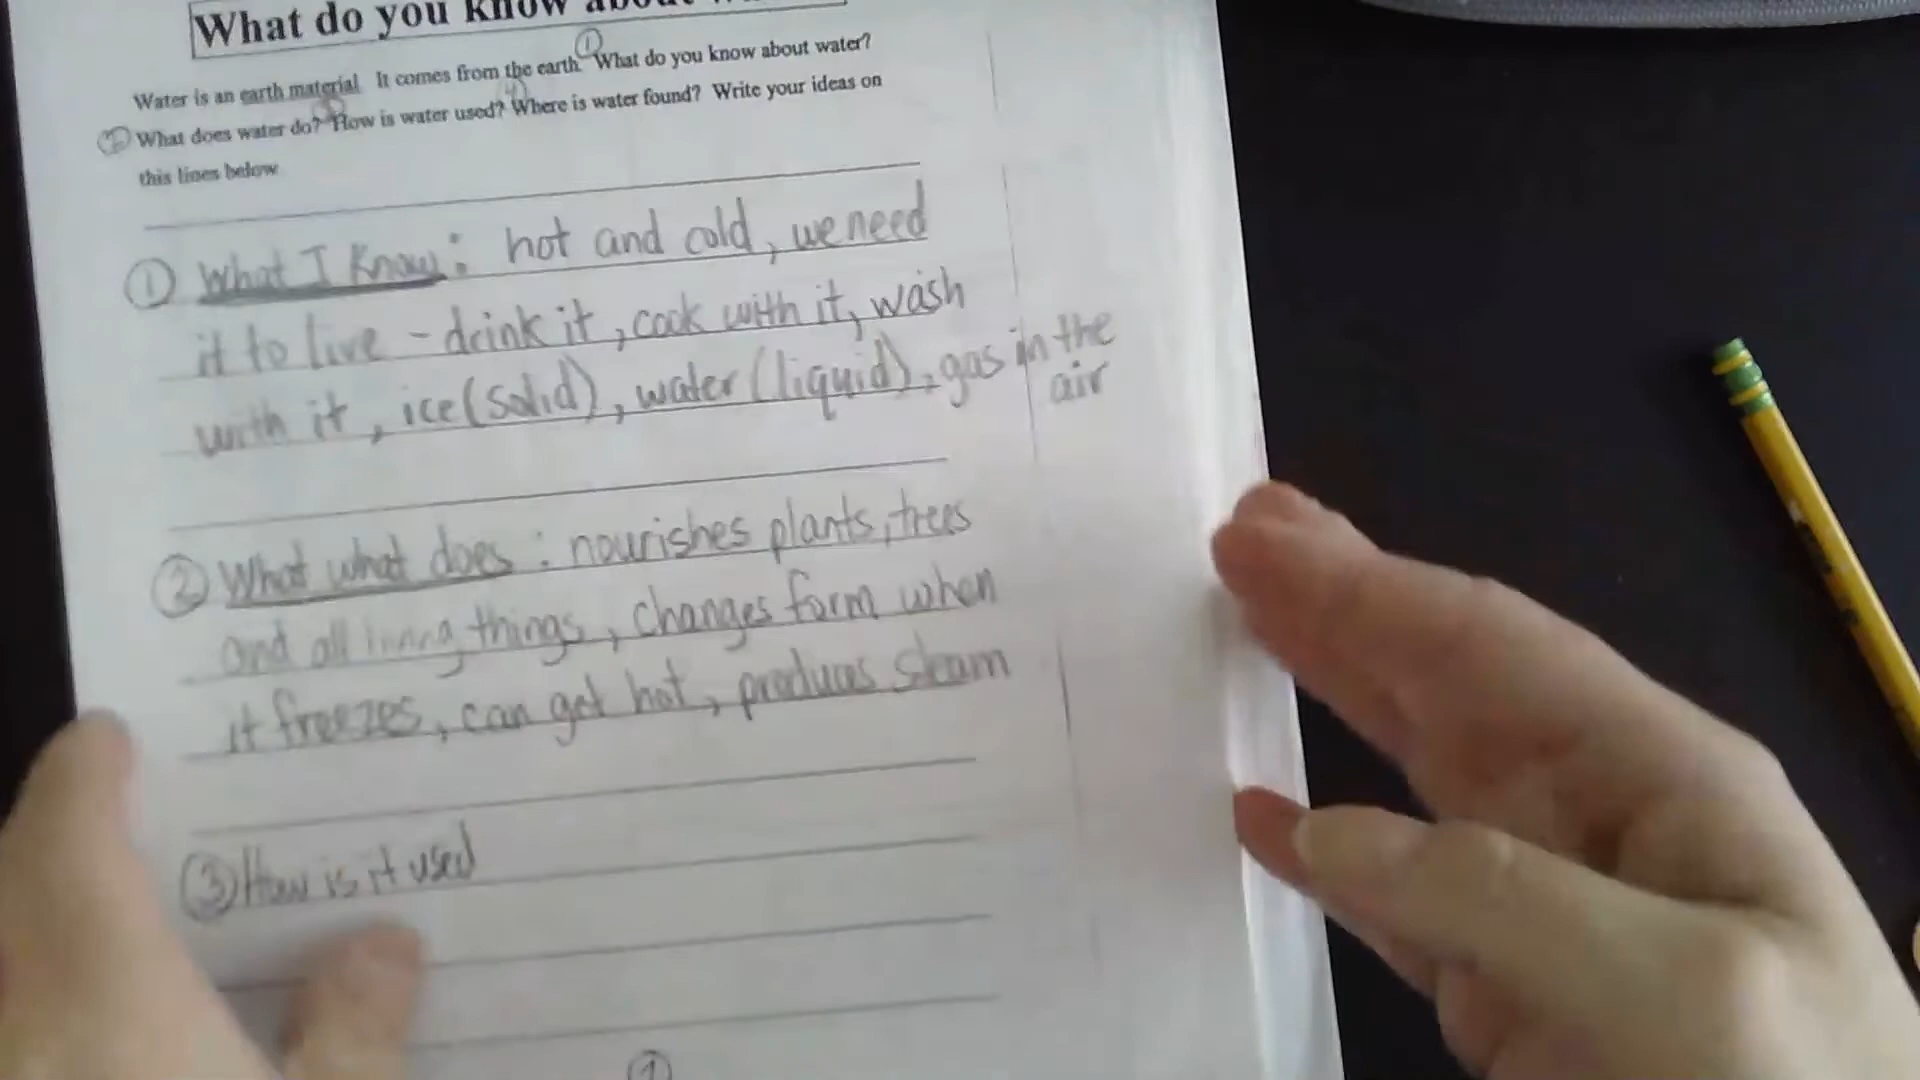 What do you know about
① Water is an earth material. It comes from the earth. What do you know about water?
② What does water do? How is water used? Where is water found? Write your ideas on
this lines below
① What I Know: hot and cold, we need
it to live - drink it, cook with it, wash
with it, ice (solid), water (liquid), gas in the
air
② What what does: nourishes plants, trees
and all living things, changes form when
it freezes, can get hot, produces steam
③ How is it used
①